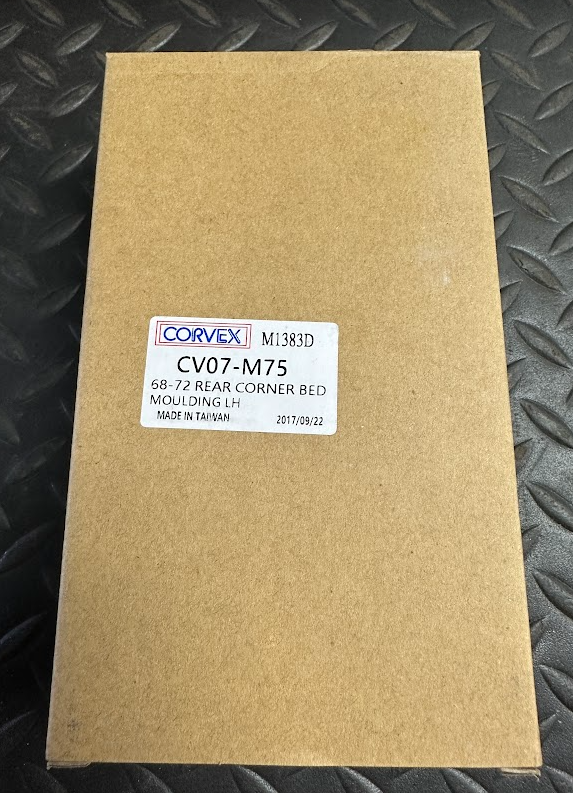 CORVEX M1383D
CV07-M75
68-72 REAR CORNER BED
MOULDING LH
MADE IN TAIWAN 2017/09/22